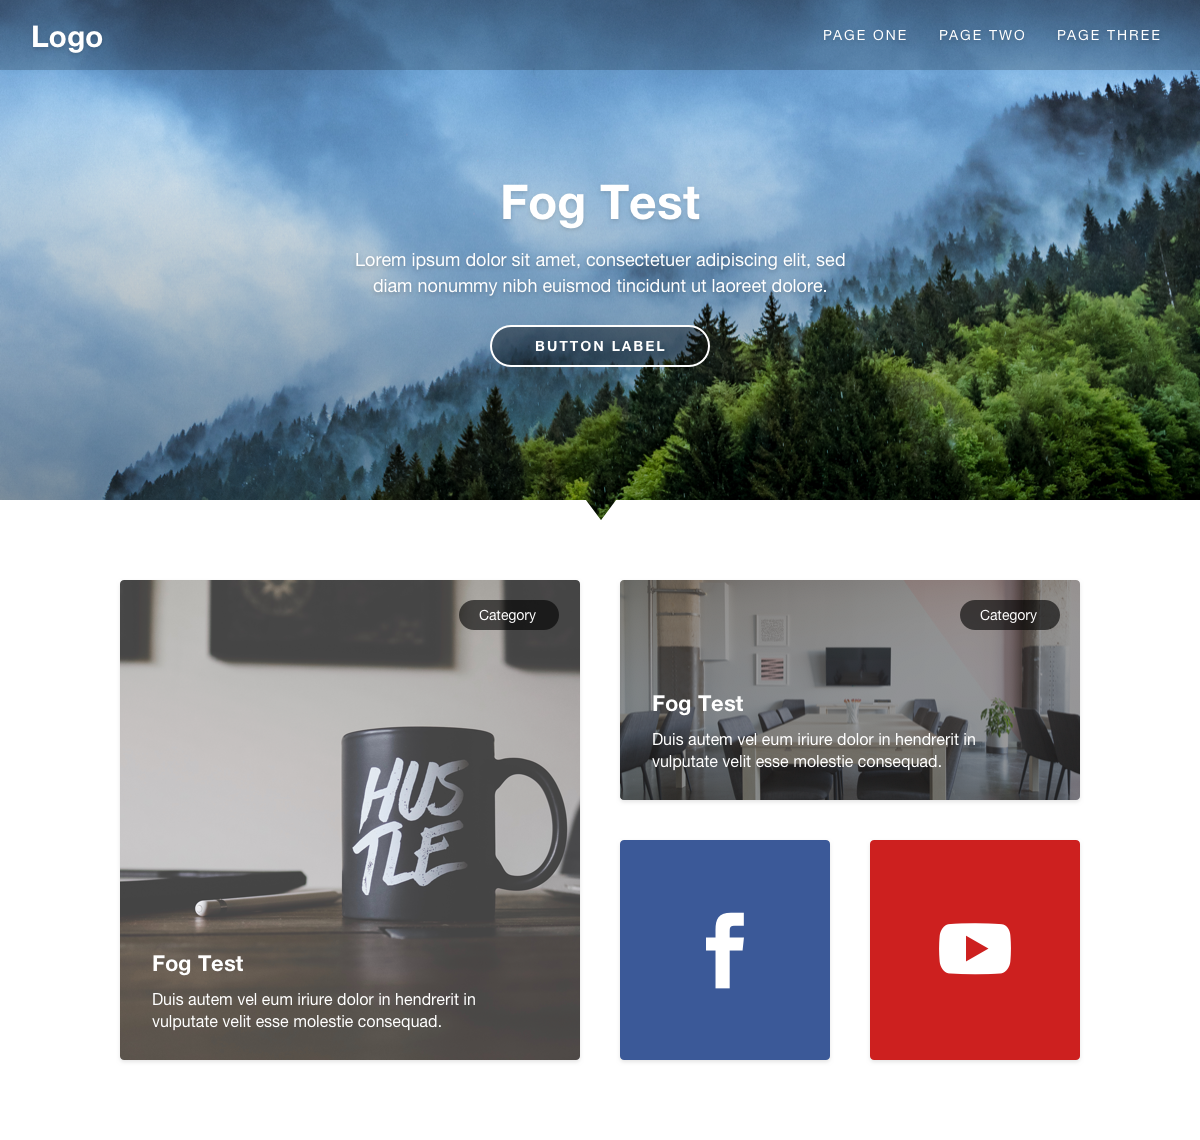 Logo
PAGE ONE
PAGE TWO
PAGE THREE
Fog Test
Lorem ipsum dolor sit amet, consectetuer adipiscing elit, sed
diam nonummy nibh euismod tincidunt ut laoreet dolore.
BUTTON LABEL
Category
HUS
TLE
Fog Test
Duis autem vel eum iriure dolor in hendrerit in
vulputate velit esse molestie consequad.
Category
Fog Test
Duis autem vel eum iriure dolor in hendrerit in
vulputate velit esse molestie consequad.
f